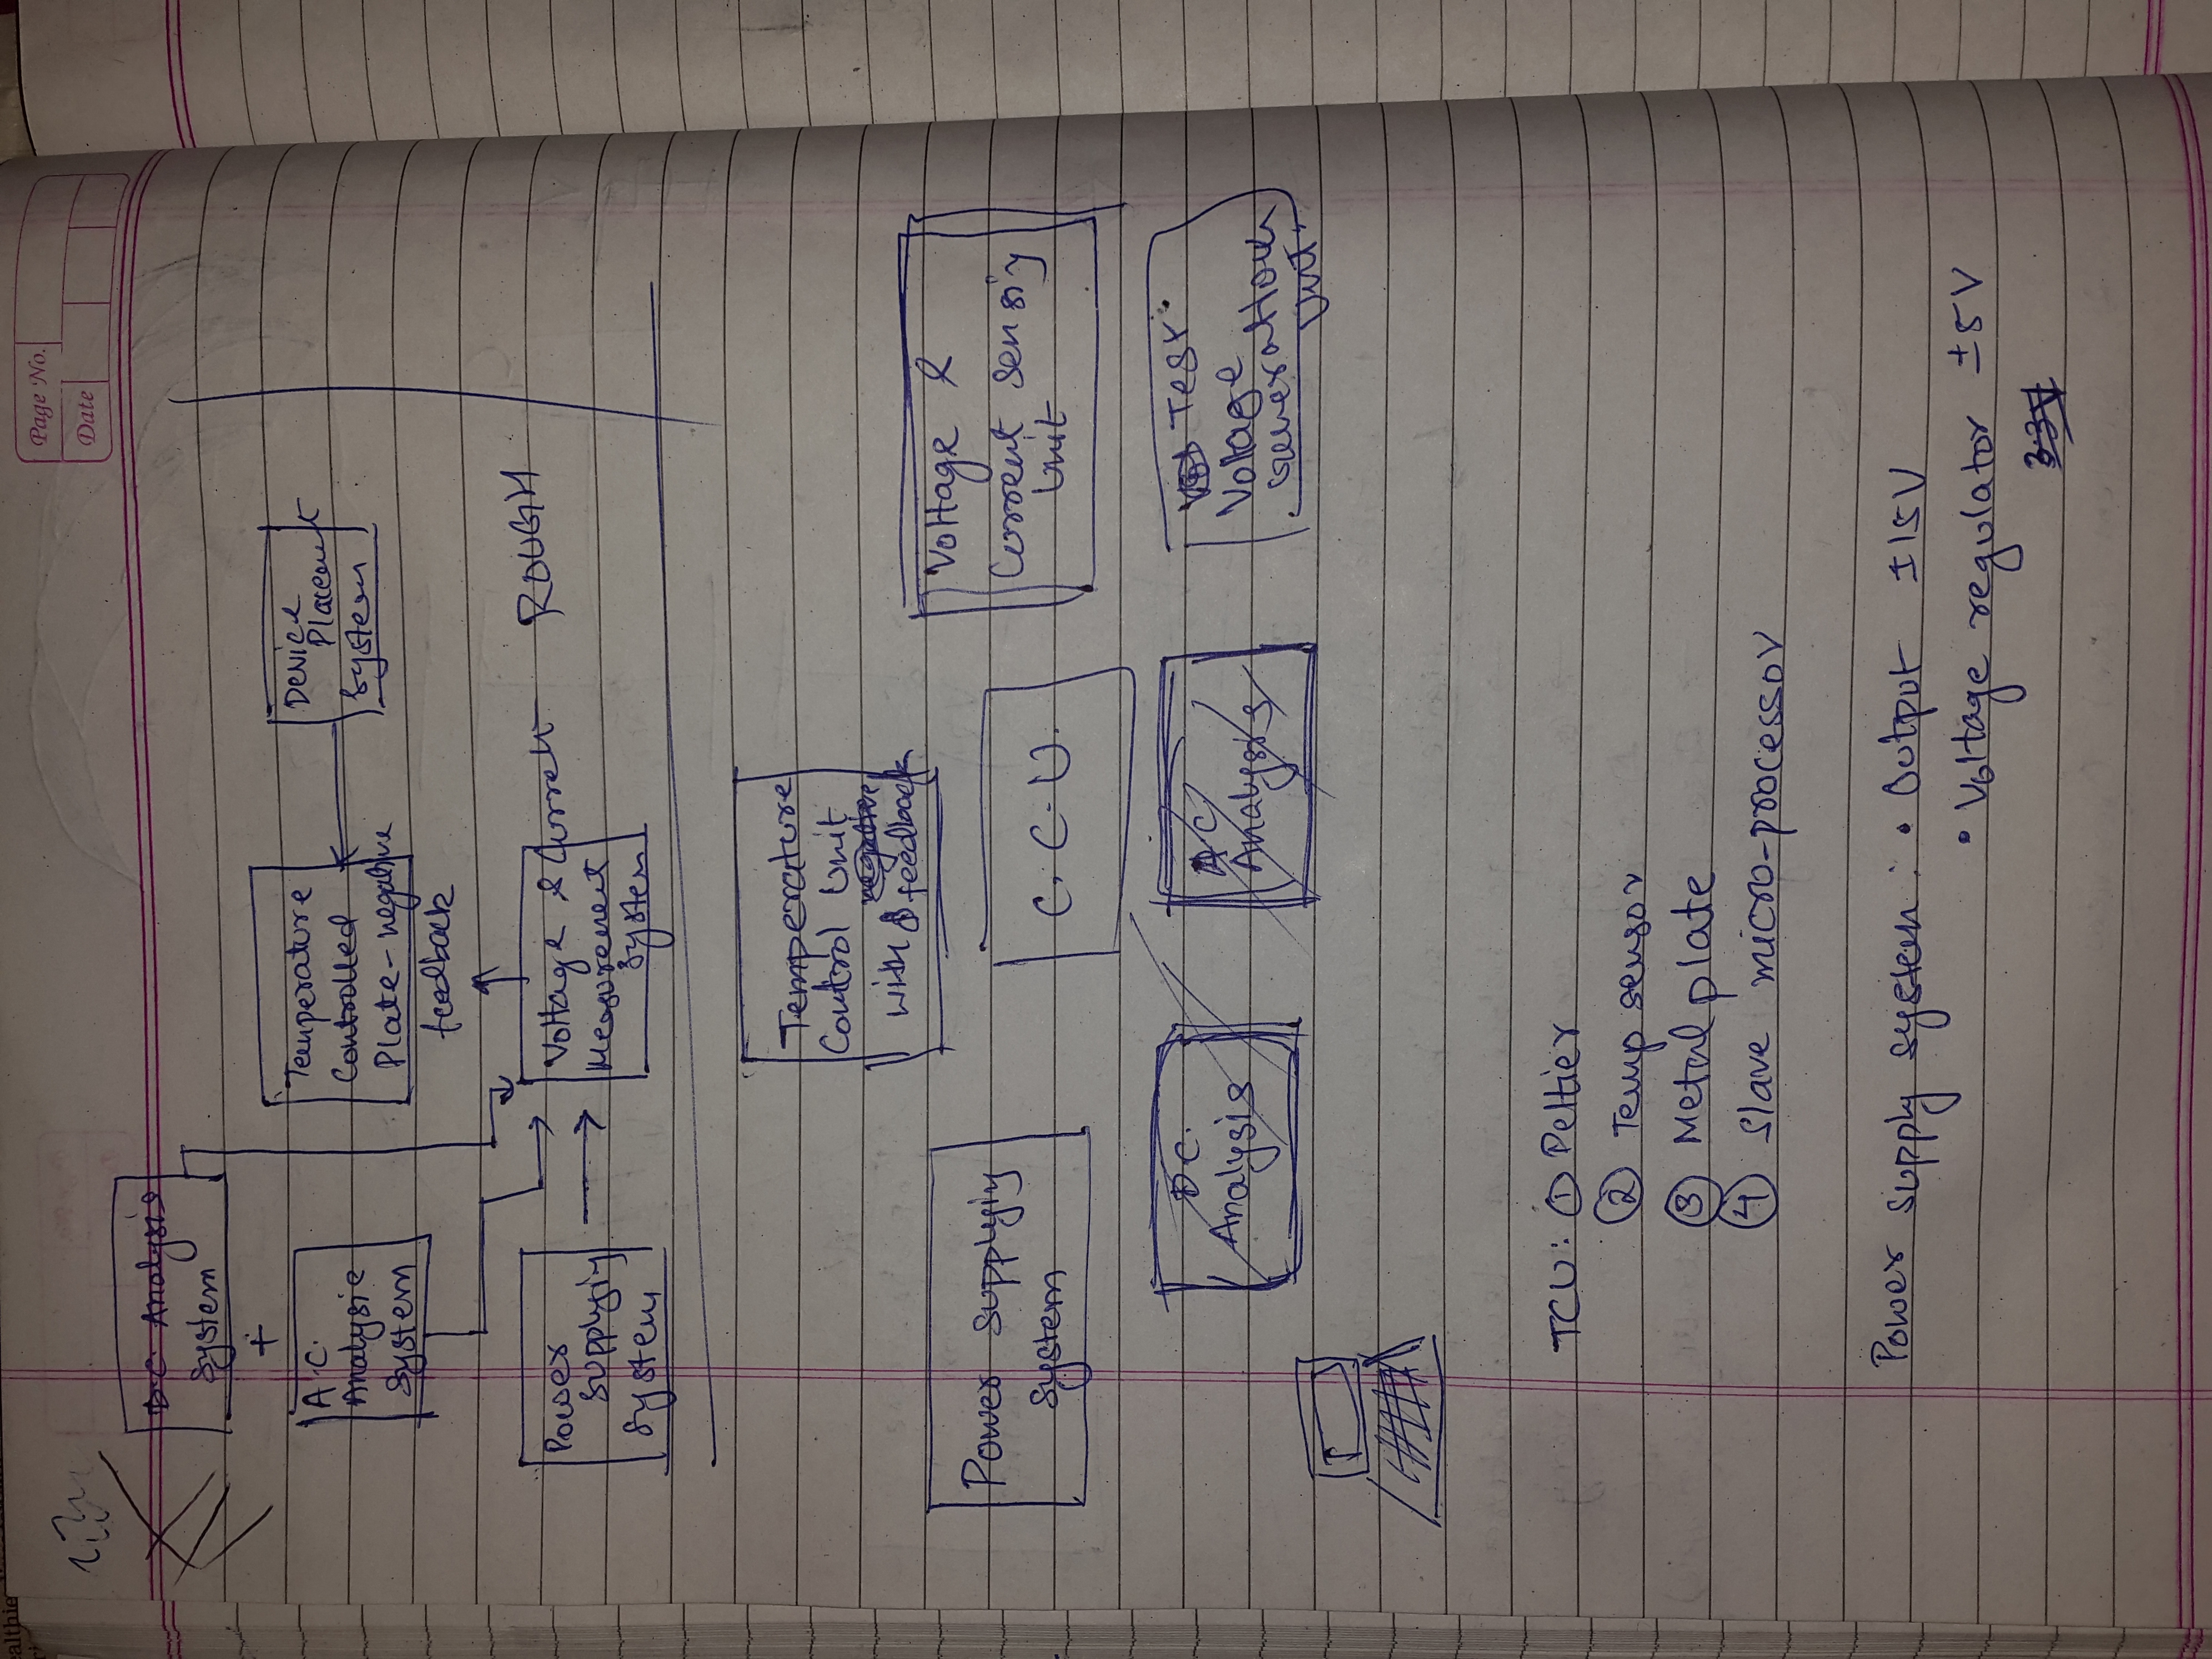 ealthie
Page No.
Date
D.C. Analysis
System
+
A.C.
Analysis
System
Temperature
Controlled
Plate - negative
feedback
Device
Placement
System
Power
Supplying
System
Voltage & Current
Measurement
System
ROUGH
Temperature
Control Unit
negative
with feedback
Power Supplying
System
C.C.U.
Voltage &
Current Sensing
Unit
D.C.
Analysis
AC
Analysis
Test
Voltage
Generation
Unit
TCU: ① Peltier
② Temp sensor
③ Metal plate
④ Slave micro-processor
Power supply system: • Output ±15V
• Voltage regulator ±5V
3.3V